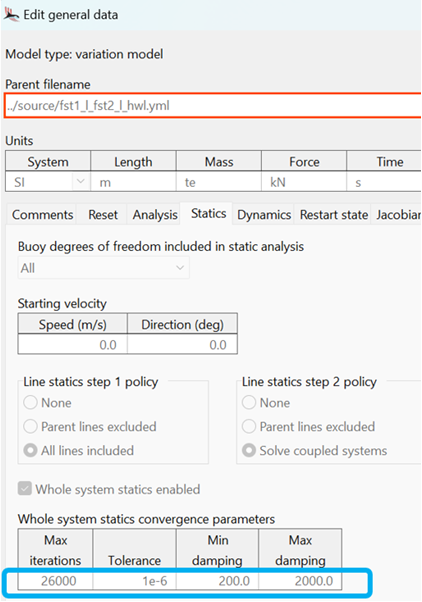 Edit general data
Model type: variation model
Parent filename
../source/fst1_l_fst2_l_hwl.yml
Units
System Length Mass Force Time
SI m te kN s
Comments Reset Analysis Statics Dynamics Restart state Jacobian
Buoy degrees of freedom included in static analysis
All
Starting velocity
Speed (m/s) Direction (deg)
0.0 0.0
Line statics step 1 policy Line statics step 2 policy
None None
Parent lines excluded Parent lines excluded
All lines included Solve coupled systems
Whole system statics enabled
Whole system statics convergence parameters
Max Min Max
iterations Tolerance damping damping
26000 1e-6 200.0 2000.0